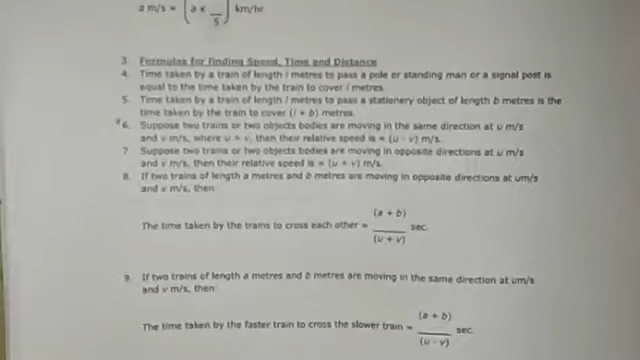 a m/s = ( a x
5
) km/hr
3. Formulas for finding Speed, Time and Distance
4. Time taken by a train of length l metres to pass a pole or standing man or a signal post is
equal to the time taken by the train to cover l metres.
5. Time taken by a train of length l metres to pass a stationery object of length b metres is the
time taken by the train to cover (l + b) metres.
6. Suppose two trains or two objects bodies are moving in the same direction at u m/s
and v m/s, where u > v, then their relative speed is = (u - v) m/s.
7. Suppose two trains or two objects bodies are moving in opposite directions at u m/s
and v m/s, then their relative speed is = (u + v) m/s.
8. If two trains of length a metres and b metres are moving in opposite directions at um/s
and v m/s, then:
(a + b)
The time taken by the trains to cross each other = sec.
(u + v)
9. If two trains of length a metres and b metres are moving in the same direction at um/s
and v m/s, then:
(a + b)
The time taken by the faster train to cross the slower train = sec.
(u - v)